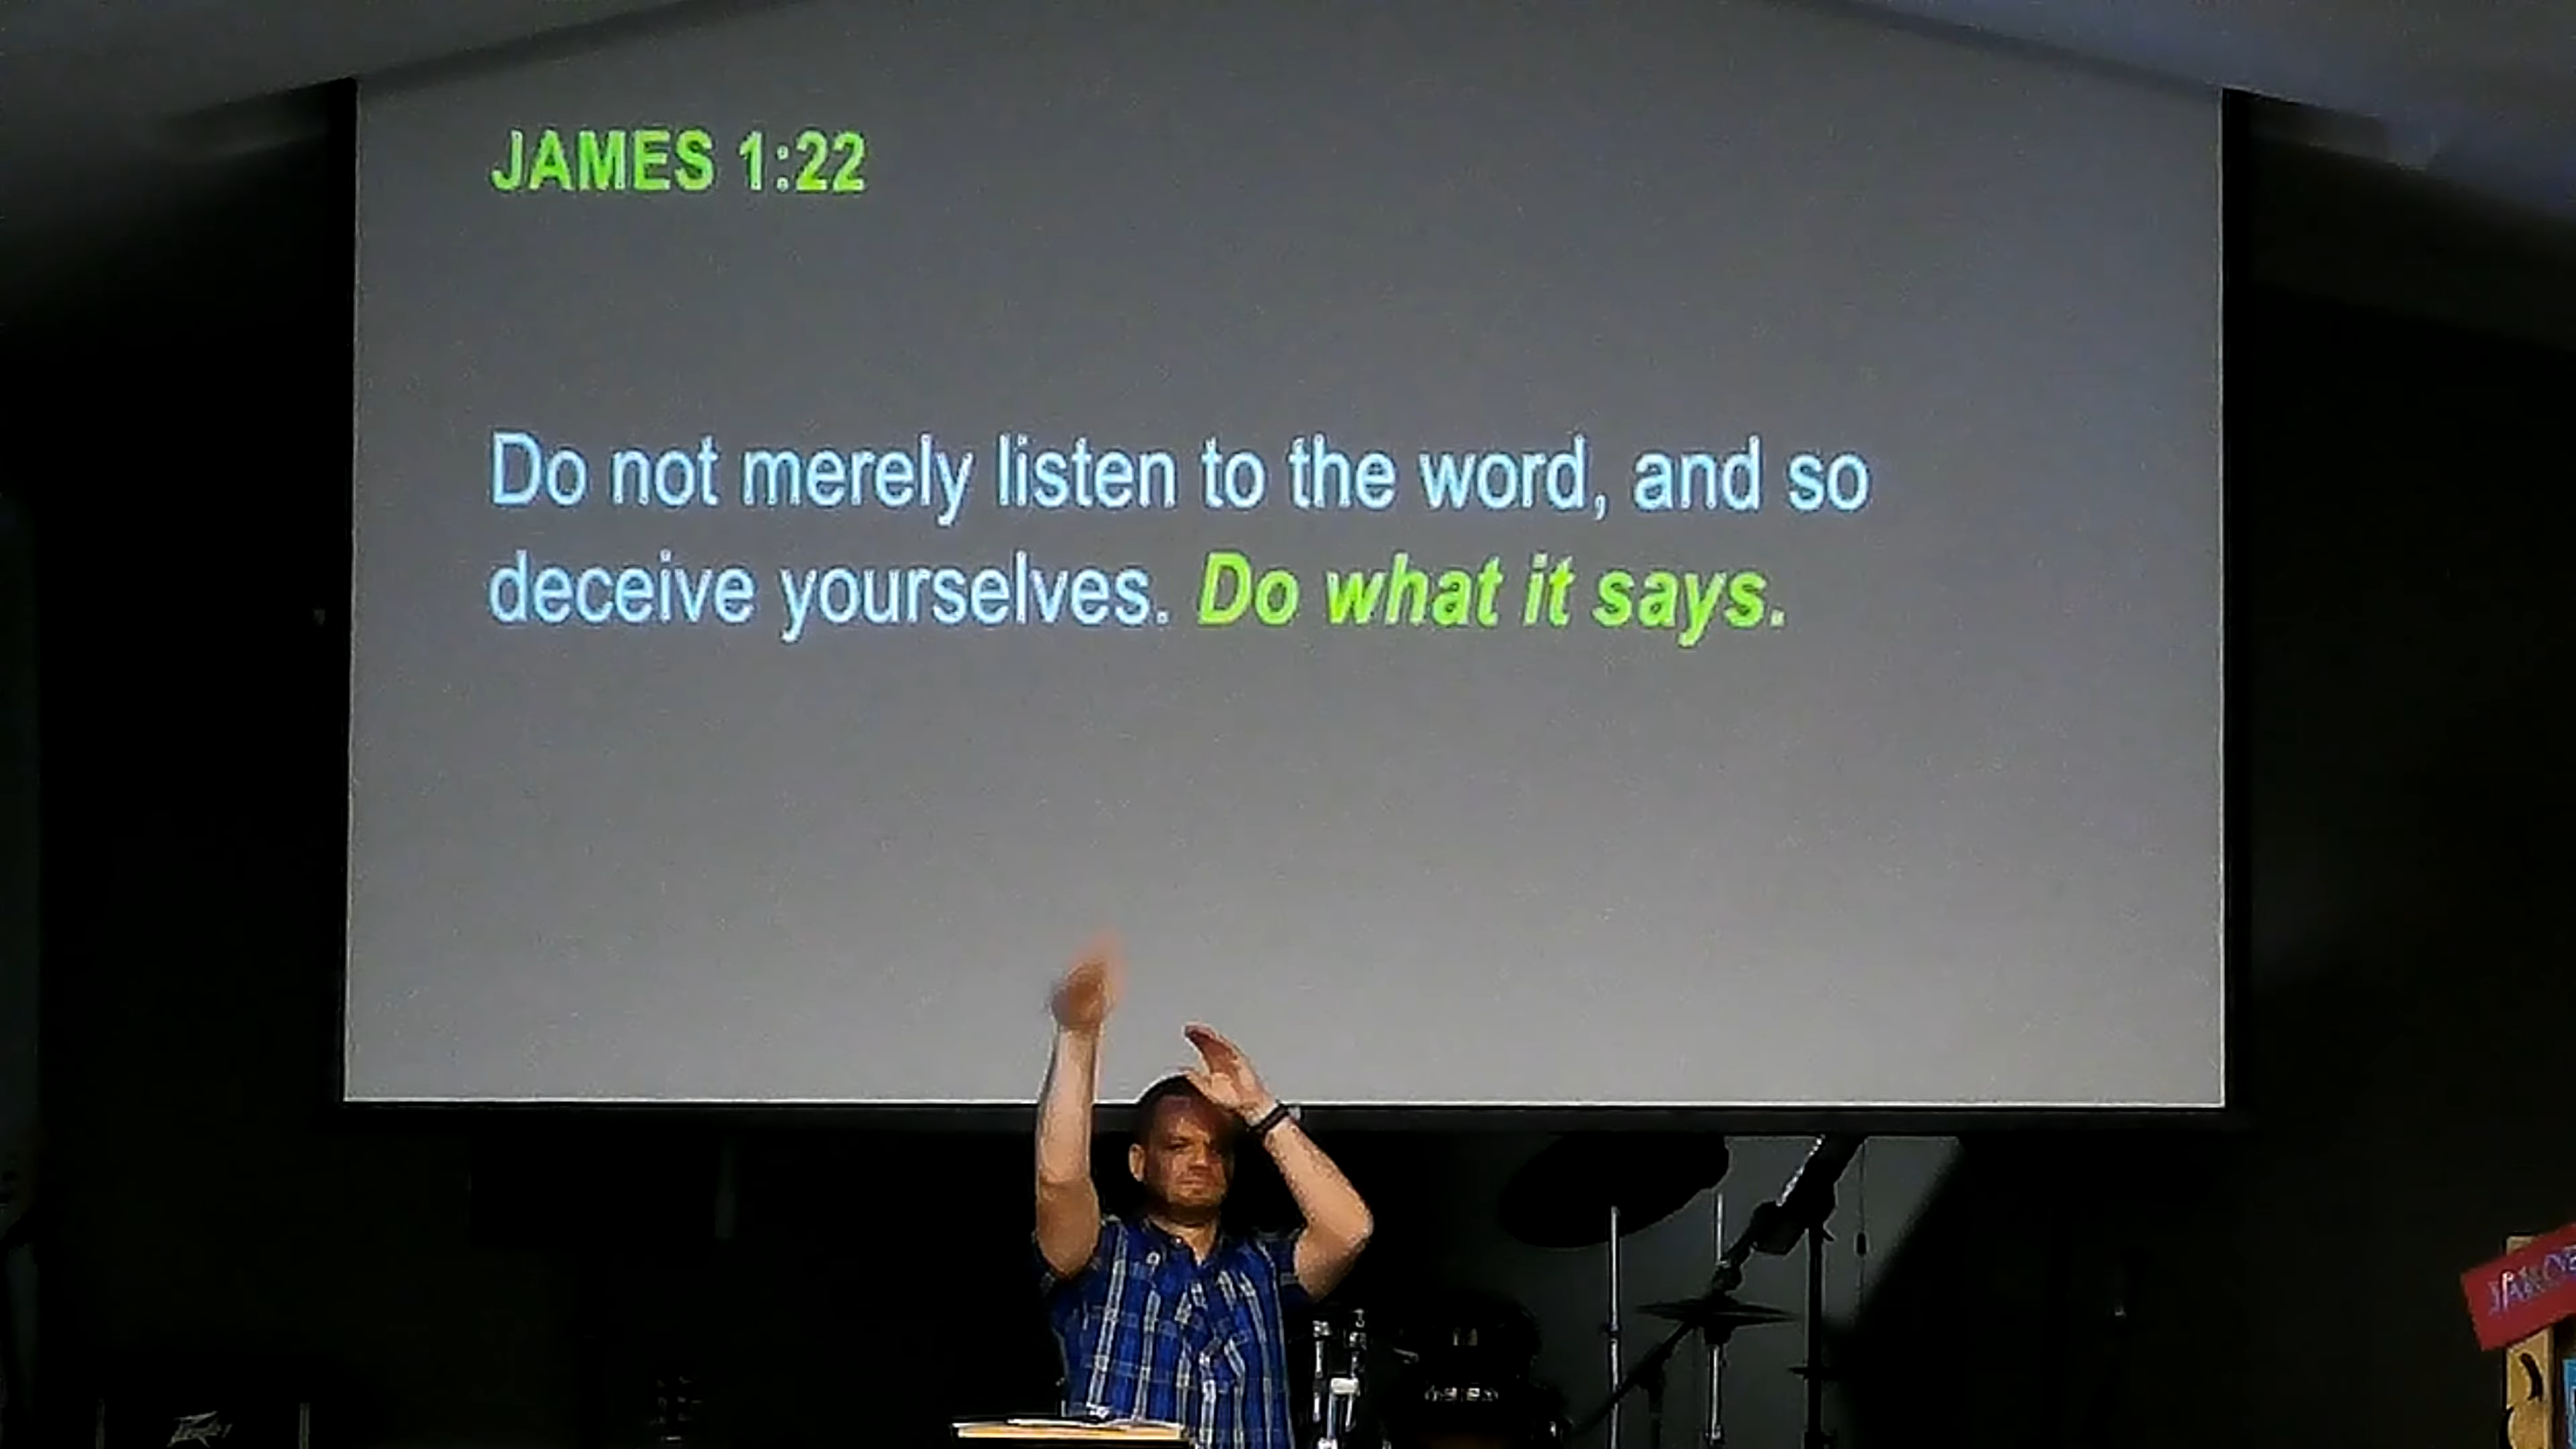 JAMES 1:22
Do not merely listen to the word, and so
deceive yourselves. Do what it says.